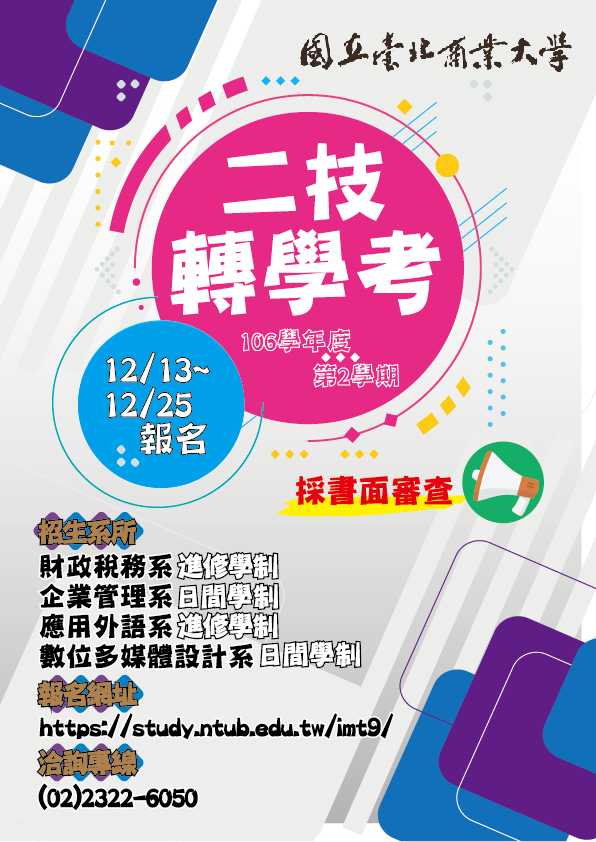 國立臺北商業大學
二技
轉學考
106學年度
第2學期
12/13~
12/25
報名
採書面審查
招生系所
財政稅務系 進修學制
企業管理系 日間學制
應用外語系 進修學制
數位多媒體設計系 日間學制
報名網址
https://study.ntub.edu.tw/imt9/
洽詢專線
(02)2322-6050